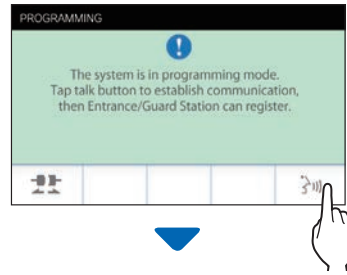 PROGRAMMING
The system is in programming mode.
Tap talk button to establish communication,
then Entrance/Guard Station can register.